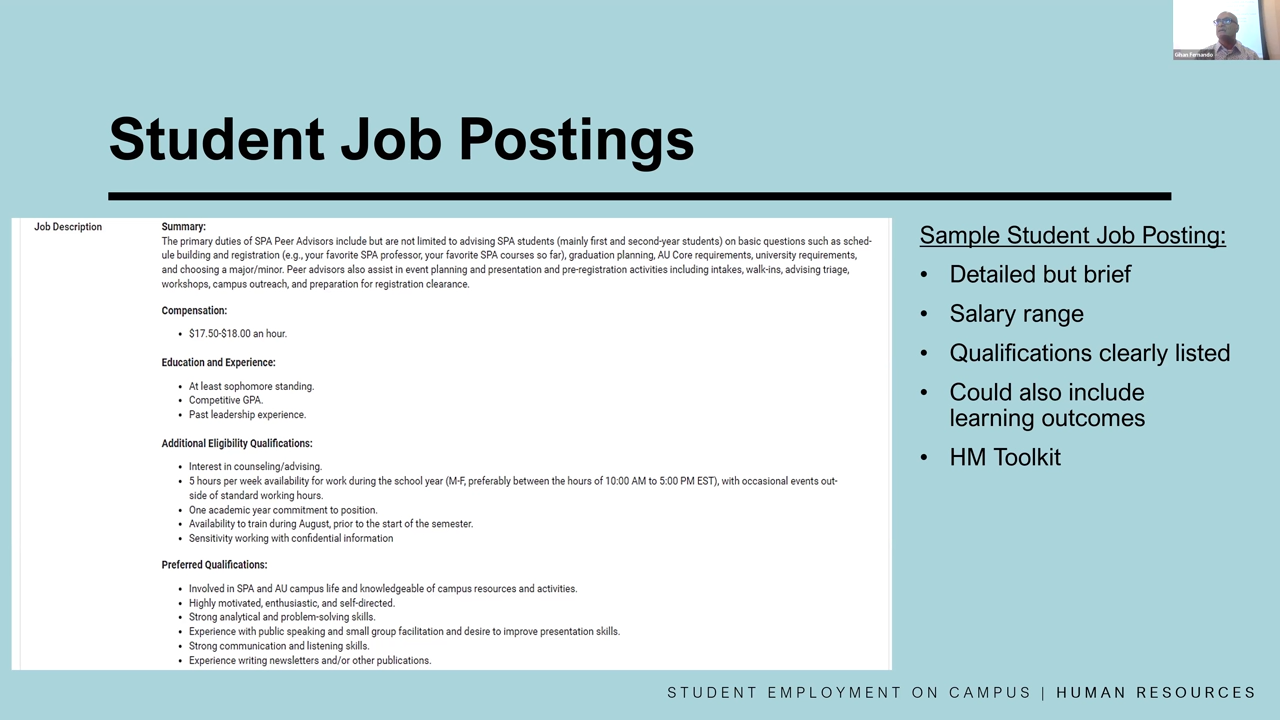 Ghan Fernando
Student Job Postings
Job Description
Summary:
The primary duties of SPA Peer Advisors include but are not limited to advising SPA students (mainly first and second-year students) on basic questions such as sched-
ule building and registration (e.g., your favorite SPA professor, your favorite SPA courses so far), graduation planning, AU Core requirements, university requirements,
and choosing a major/minor. Peer advisors also assist in event planning and presentation and pre-registration activities including intakes, walk-ins, advising triage,
workshops, campus outreach, and preparation for registration clearance.
Compensation:
• $17.50-$18.00 an hour.
Education and Experience:
• At least sophomore standing.
• Competitive GPA.
• Past leadership experience.
Additional Eligibility Qualifications:
• Interest in counseling/advising.
• 5 hours per week availability for work during the school year (M-F, preferably between the hours of 10:00 AM to 5:00 PM EST), with occasional events out-
side of standard working hours.
• One academic year commitment to position.
• Availability to train during August, prior to the start of the semester.
• Sensitivity working with confidential information
Preferred Qualifications:
• Involved in SPA and AU campus life and knowledgeable of campus resources and activities.
• Highly motivated, enthusiastic, and self-directed.
• Strong analytical and problem-solving skills.
• Experience with public speaking and small group facilitation and desire to improve presentation skills.
• Strong communication and listening skills.
• Experience writing newsletters and/or other publications.
Sample Student Job Posting:
• Detailed but brief
• Salary range
• Qualifications clearly listed
• Could also include
learning outcomes
• HM Toolkit
STUDENT EMPLOYMENT ON CAMPUS | HUMAN RESOURCES